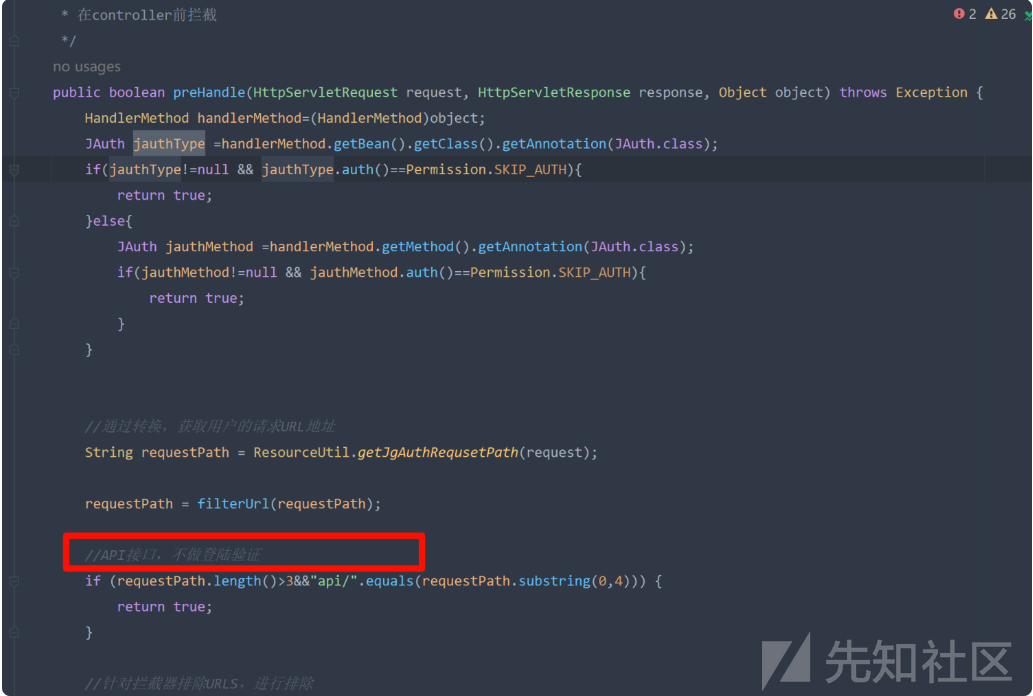 * 在controller前拦截
2 26
*/
no usages
public boolean preHandle(HttpServletRequest request, HttpServletResponse response, Object object) throws Exception {
HandlerMethod handlerMethod=(HandlerMethod)object;
JAuth jauthType =handlerMethod.getBean().getClass().getAnnotation(JAuth.class);
if(jauthType!=null && jauthType.auth()==Permission.SKIP_AUTH){
return true;
}else{
JAuth jauthMethod =handlerMethod.getMethod().getAnnotation(JAuth.class);
if(jauthMethod!=null && jauthMethod.auth()==Permission.SKIP_AUTH){
return true;
}
}
//通过转换，获取用户的请求URL地址
String requestPath = ResourceUtil.getJgAuthRequsetPath(request);
requestPath = filterUrl(requestPath);
//API接口，不做登陆验证
if (requestPath.length()>3&&"api/".equals(requestPath.substring(0,4))) {
return true;
}
//针对拦截器排除URLS，进行排除
先知社区